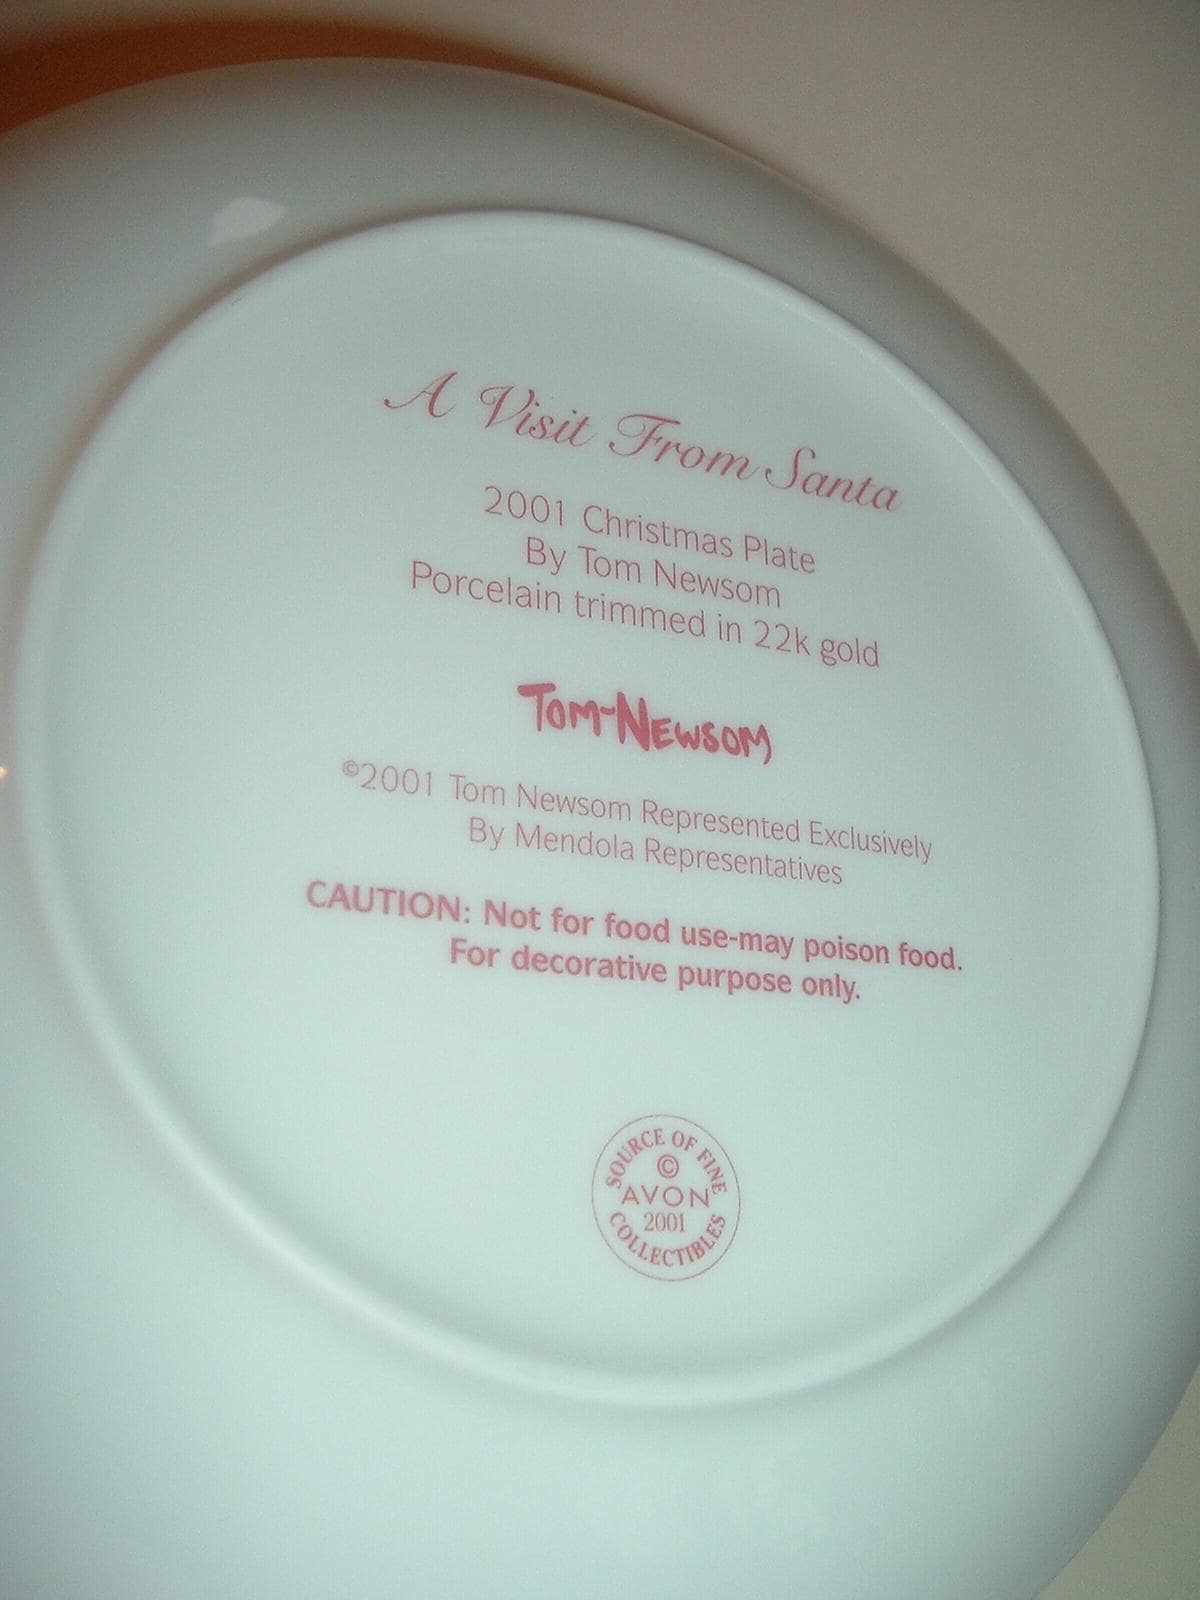 A Visit From Santa
2001 Christmas Plate
By Tom Newsom
Porcelain trimmed in 22k gold
TOM-NEWSOM
©2001 Tom Newsom Represented Exclusively
By Mendola Representatives
CAUTION: Not for food use-may poison food.
For decorative purpose only.
SOURCE OF FINE
©
AVON
2001
COLLECTIBLES